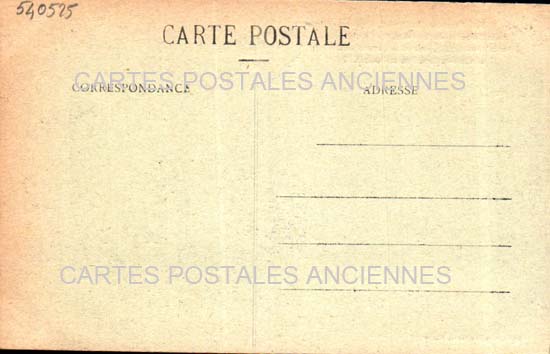 540525
CARTE POSTALE
CARTES POSTALES ANCIENNES
CORRESPONDANCE
ADRESSE
CARTES POSTALES ANCIENNES